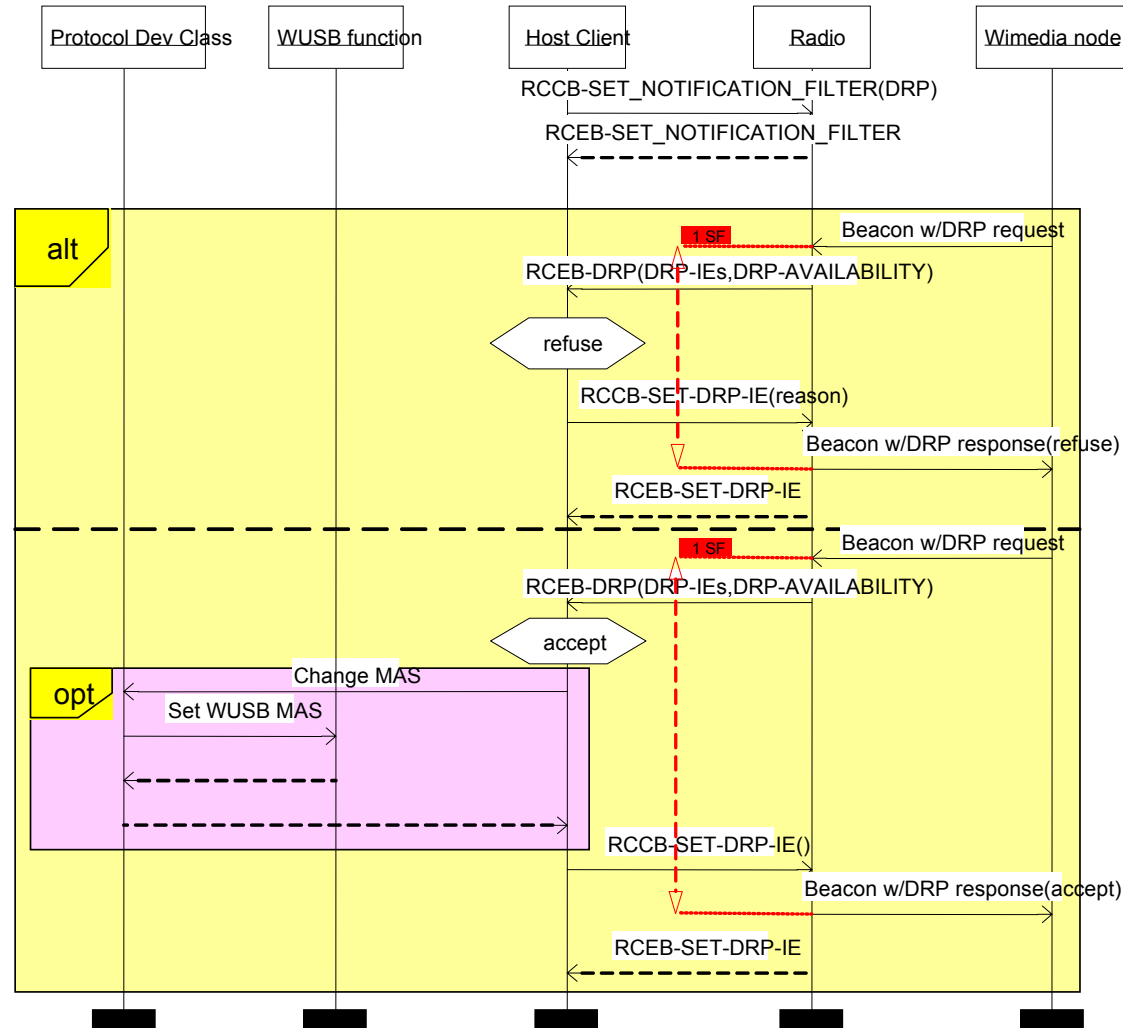 Protocol Dev Class
WUSB function
Host Client
Radio
Wimedia node
RCCB-SET_NOTIFICATION_FILTER(DRP)
RCEB-SET_NOTIFICATION_FILTER
alt
1 SF
Beacon w/DRP request
RCEB-DRP(DRP-IEs,DRP-AVAILABILITY)
refuse
RCCB-SET-DRP-IE(reason)
Beacon w/DRP response(refuse)
RCEB-SET-DRP-IE
1 SF
Beacon w/DRP request
RCEB-DRP(DRP-IEs,DRP-AVAILABILITY)
accept
opt
Change MAS
Set WUSB MAS
RCCB-SET-DRP-IE()
Beacon w/DRP response(accept)
RCEB-SET-DRP-IE